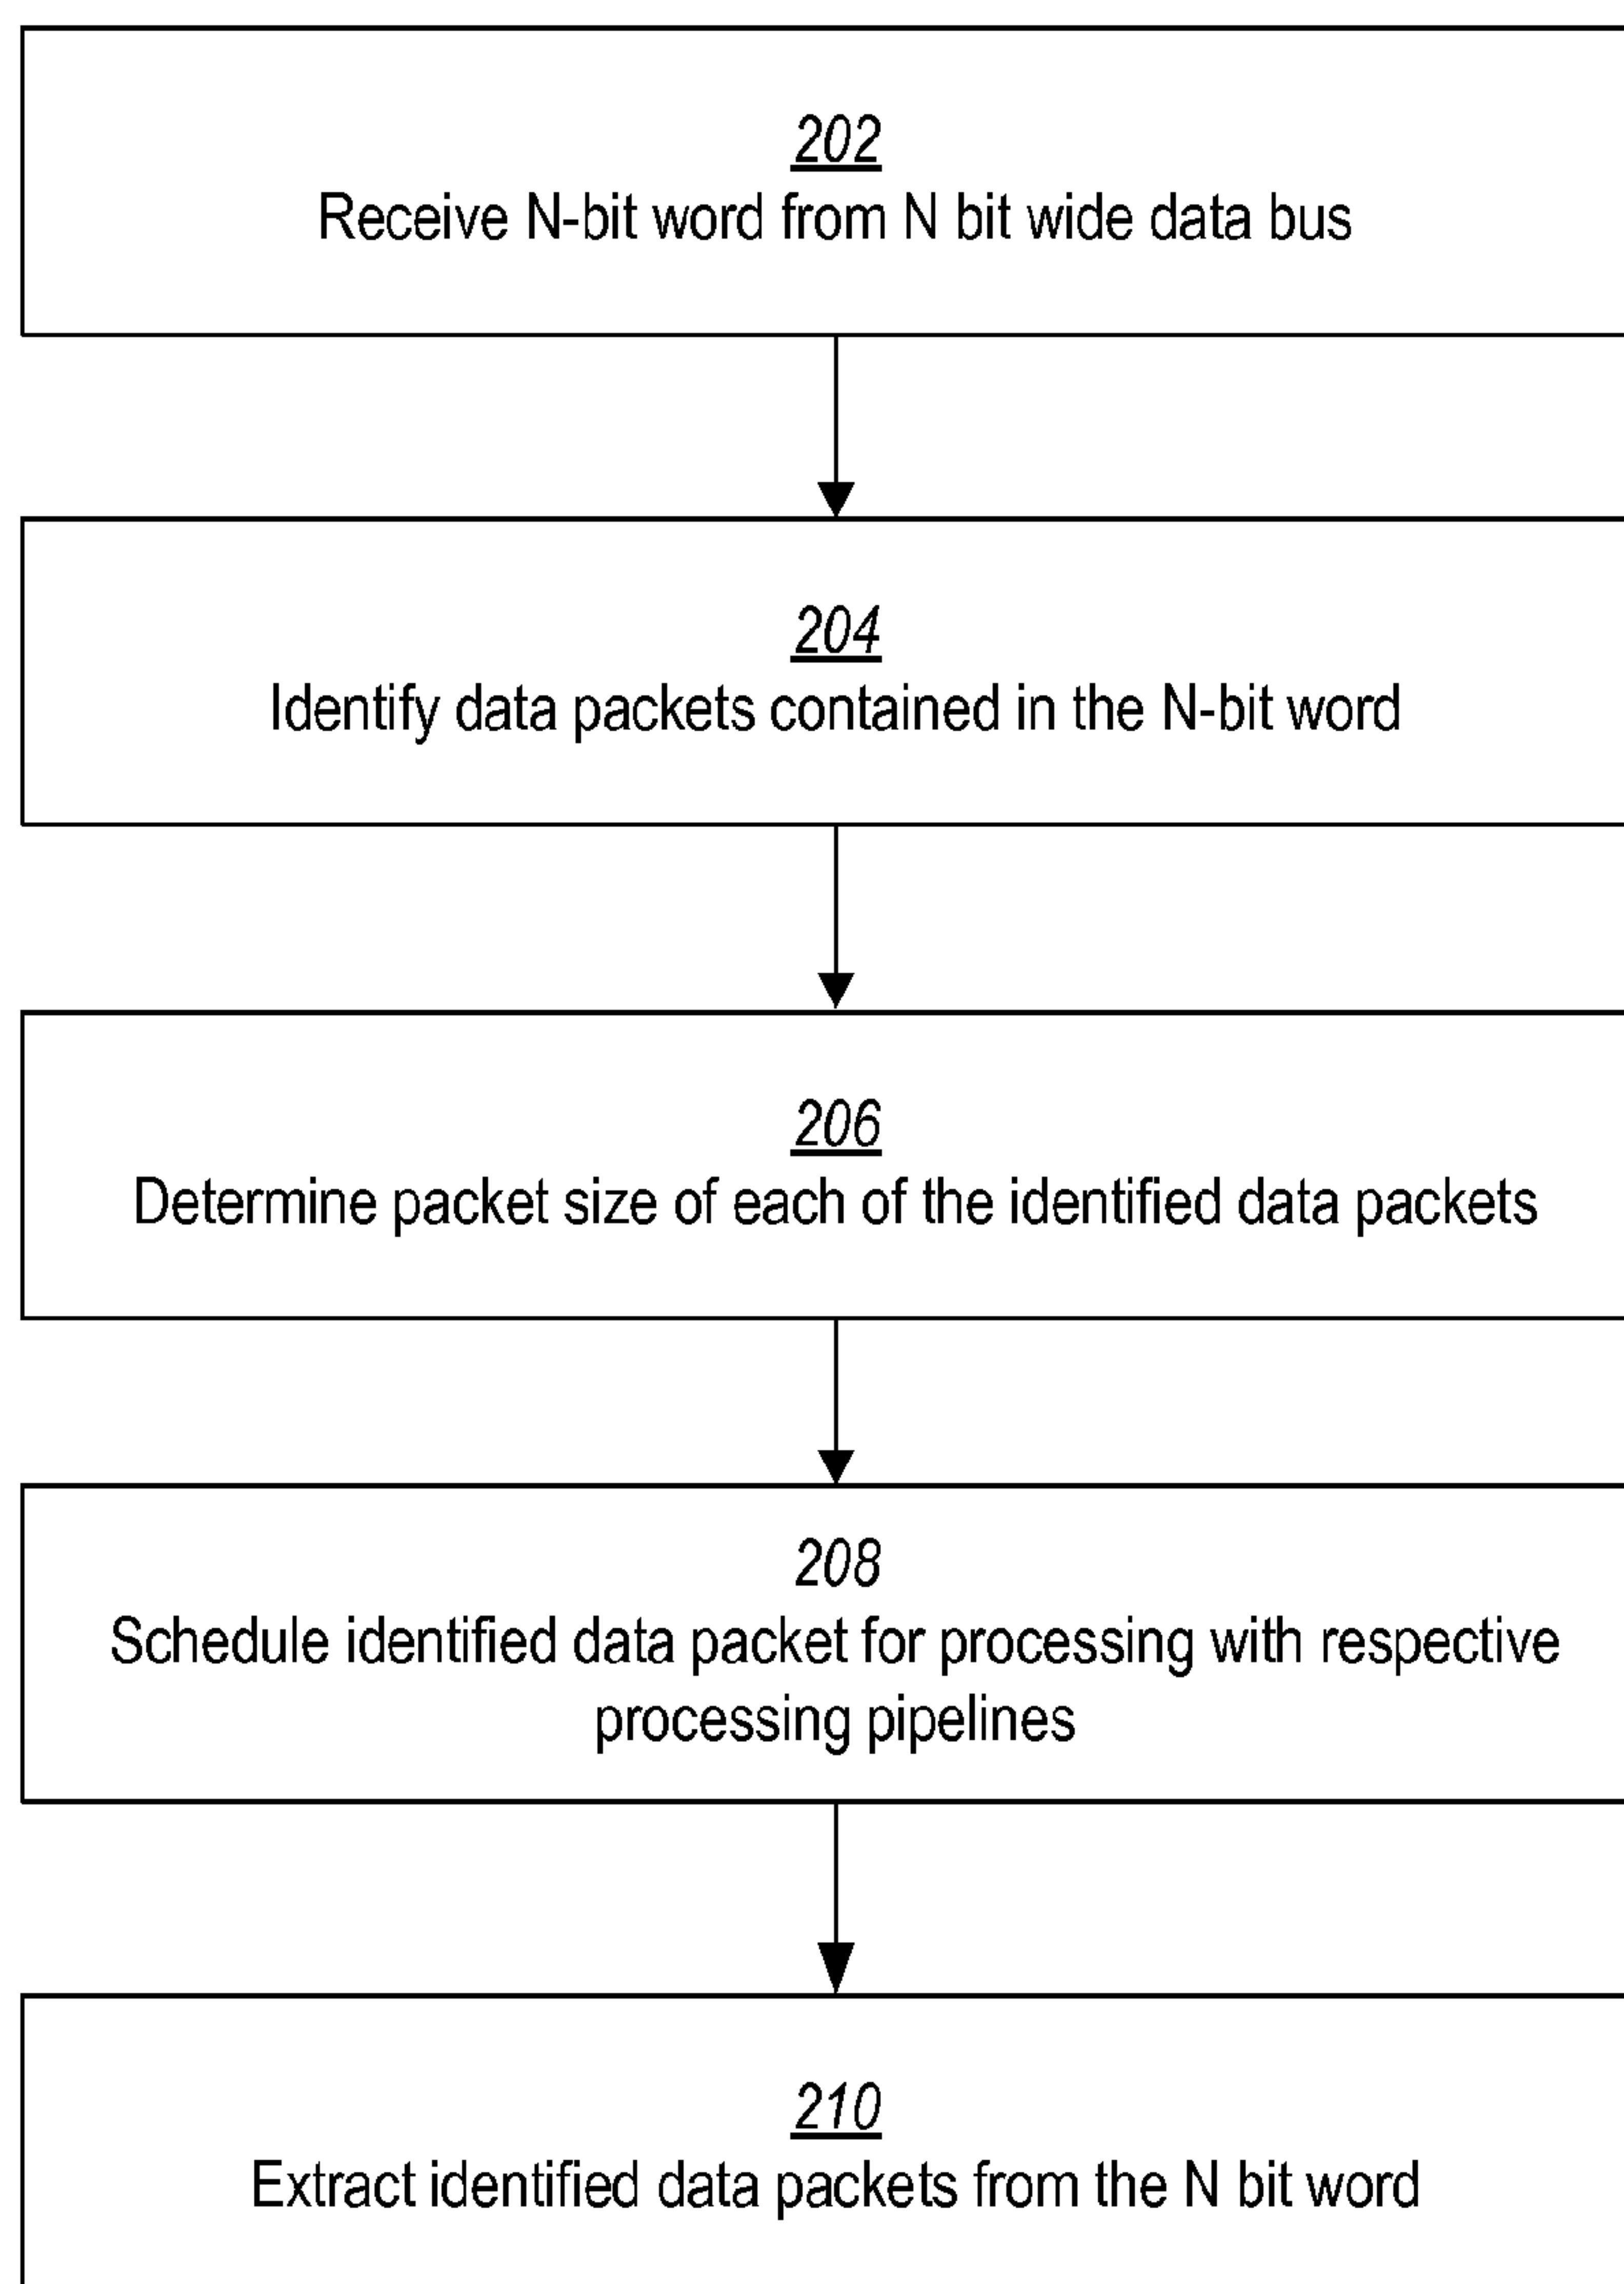 202
Receive N-bit word from N bit wide data bus
204
Identify data packets contained in the N-bit word
206
Determine packet size of each of the identified data packets
208
Schedule identified data packet for processing with respective
processing pipelines
210
Extract identified data packets from the N bit word